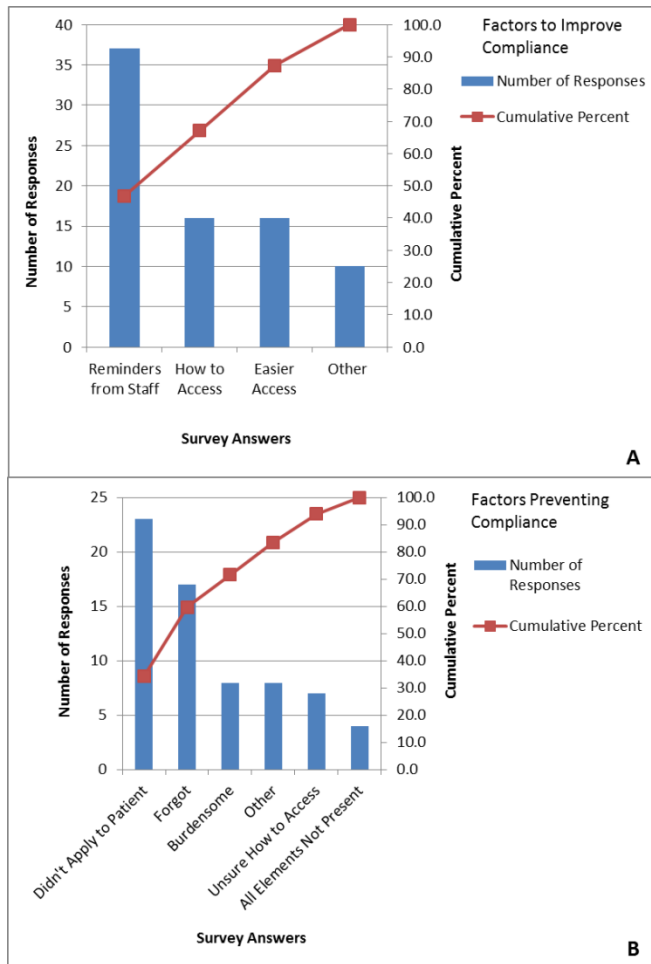 Factors to Improve
Compliance
Number of Responses
Cumulative Percent
40
35
30
25
20
15
10
5
0
Number of Responses
100.0
90.0
80.0
70.0
60.0
50.0
40.0
30.0
20.0
10.0
0.0
Cumulative Percent
Reminders
from Staff
How to
Access
Easier
Access
Other
Survey Answers
A
Factors Preventing
Compliance
Number of
Responses
Cumulative Percent
25
20
15
10
5
0
Number of Responses
100.0
90.0
80.0
70.0
60.0
50.0
40.0
30.0
20.0
10.0
0.0
Cumulative Percent
Didn't Apply to Patient
Forgot
Burdensome
Other
Unsure How to Access
All Elements Not Present
Survey Answers
B